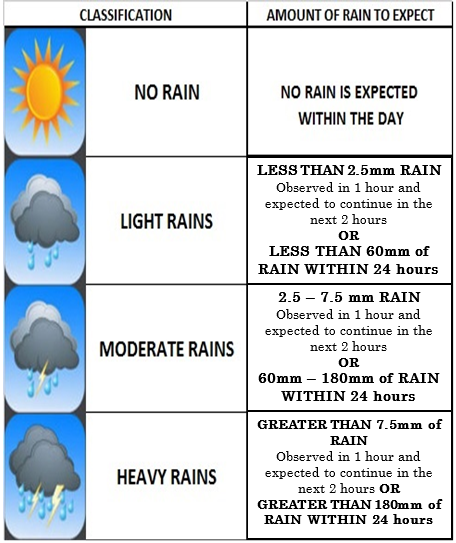 CLASSIFICATION
AMOUNT OF RAIN TO EXPECT
NO RAIN
NO RAIN IS EXPECTED
WITHIN THE DAY
LIGHT RAINS
LESS THAN 2.5mm RAIN
Observed in 1 hour and
expected to continue in the
next 2 hours
OR
LESS THAN 60mm of
RAIN WITHIN 24 hours
MODERATE RAINS
2.5 – 7.5 mm RAIN
Observed in 1 hour and
expected to continue in the
next 2 hours
OR
60mm – 180mm of RAIN
WITHIN 24 hours
HEAVY RAINS
GREATER THAN 7.5mm of
RAIN
Observed in 1 hour and
expected to continue in the
next 2 hours OR
GREATER THAN 180mm of
RAIN WITHIN 24 hours